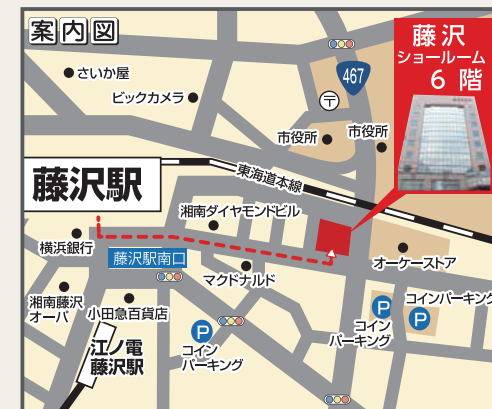 案内図
藤沢
ショールーム
6 階
467
さいか屋
ビックカメラ
〒
市役所
市役所
東海道本線
藤沢駅
湘南ダイヤモンドビル
横浜銀行
藤沢駅南口
マクドナルド
オーケーストア
湘南藤沢
オーパ
小田急百貨店
P
コイン
パーキング
P
コイン
パーキング
P
コインパーキング
江ノ電
藤沢駅